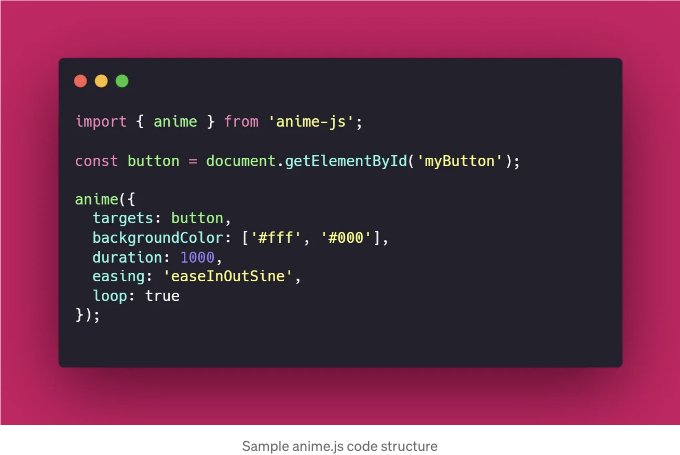 import { anime } from 'anime-js';
const button = document.getElementById('myButton');
anime({
  targets: button,
  backgroundColor: ['#fff', '#000'],
  duration: 1000,
  easing: 'easeInOutSine',
  loop: true
});
Sample anime.js code structure